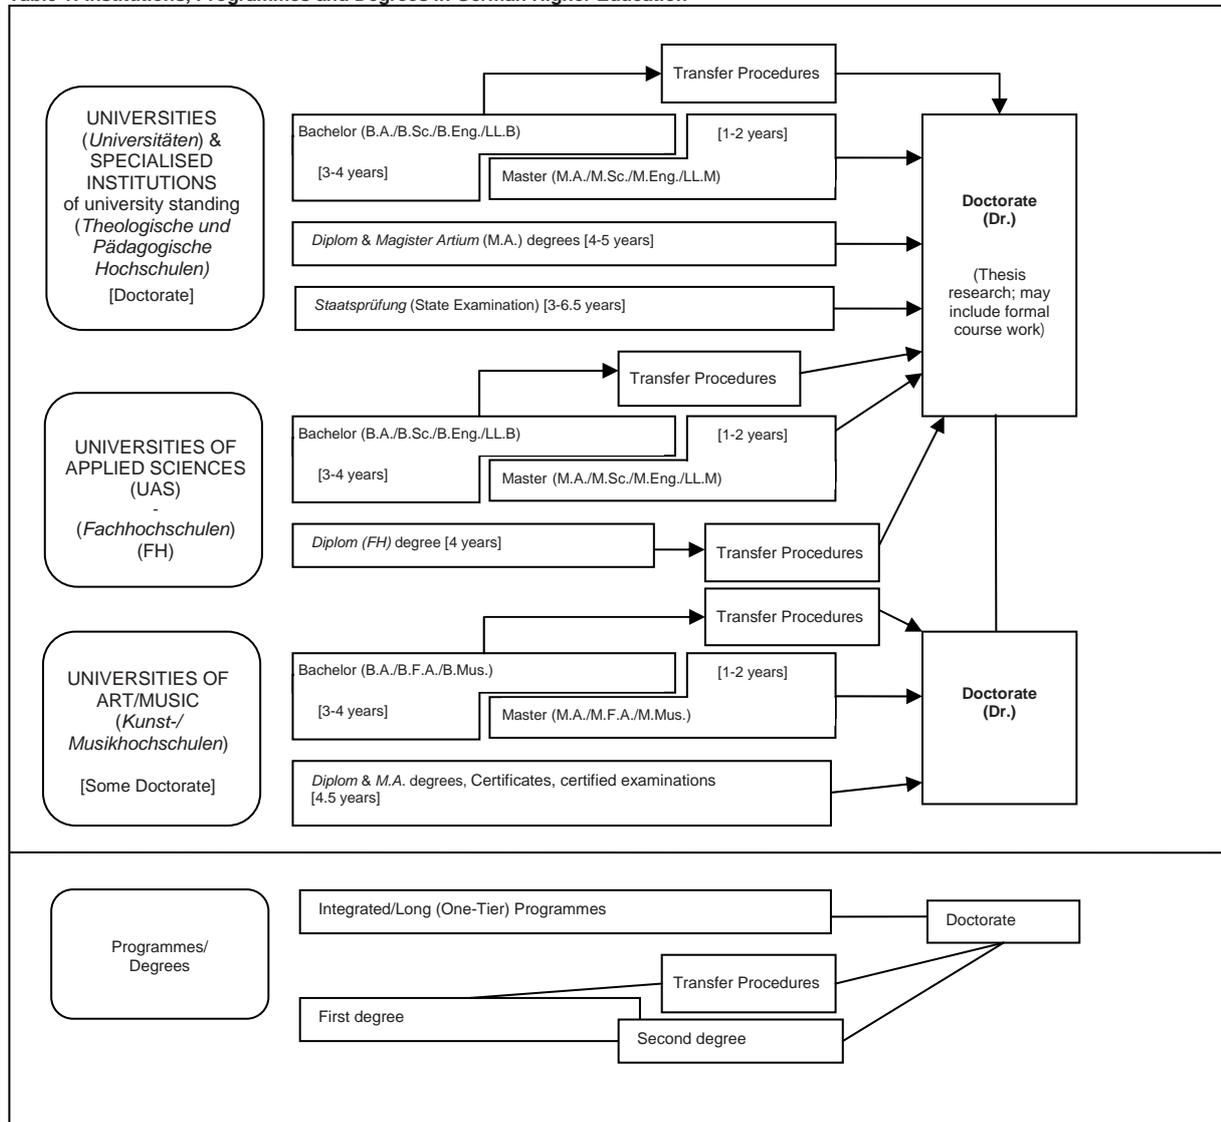 Table 1: Institutions, Programmes and Degrees in German Higher Education
Transfer Procedures
UNIVERSITIES
(Universitäten) &
SPECIALISED
INSTITUTIONS
of university standing
(Theologische und
Pädagogische
Hochschulen)
[Doctorate]
Bachelor (B.A./B.Sc./B.Eng./LL.B)
[3-4 years]
[1-2 years]
Master (M.A./M.Sc./M.Eng./LL.M)
Diplom & Magister Artium (M.A.) degrees [4-5 years]
Staatsprüfung (State Examination) [3-6.5 years]
Doctorate
(Dr.)
(Thesis
research; may
include formal
course work)
Transfer Procedures
UNIVERSITIES OF
APPLIED SCIENCES
(UAS)
-
(Fachhochschulen)
(FH)
Bachelor (B.A./B.Sc./B.Eng./LL.B)
[3-4 years]
[1-2 years]
Master (M.A./M.Sc./M.Eng./LL.M)
Diplom (FH) degree [4 years]
Transfer Procedures
Transfer Procedures
UNIVERSITIES OF
ART/MUSIC
(Kunst-/
Musikhochschulen)
[Some Doctorate]
Bachelor (B.A./B.F.A./B.Mus.)
[3-4 years]
[1-2 years]
Master (M.A./M.F.A./M.Mus.)
Diplom & M.A. degrees, Certificates, certified examinations
[4.5 years]
Doctorate
(Dr.)
Programmes/
Degrees
Integrated/Long (One-Tier) Programmes
Doctorate
Transfer Procedures
First degree
Second degree